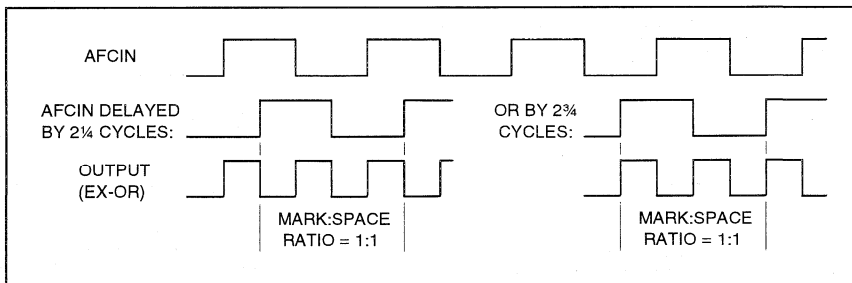 AFCIN
AFCIN DELAYED
BY 2¼ CYCLES:
OR BY 2¾
CYCLES:
OUTPUT
(EX-OR)
MARK:SPACE
RATIO = 1:1
MARK:SPACE
RATIO = 1:1